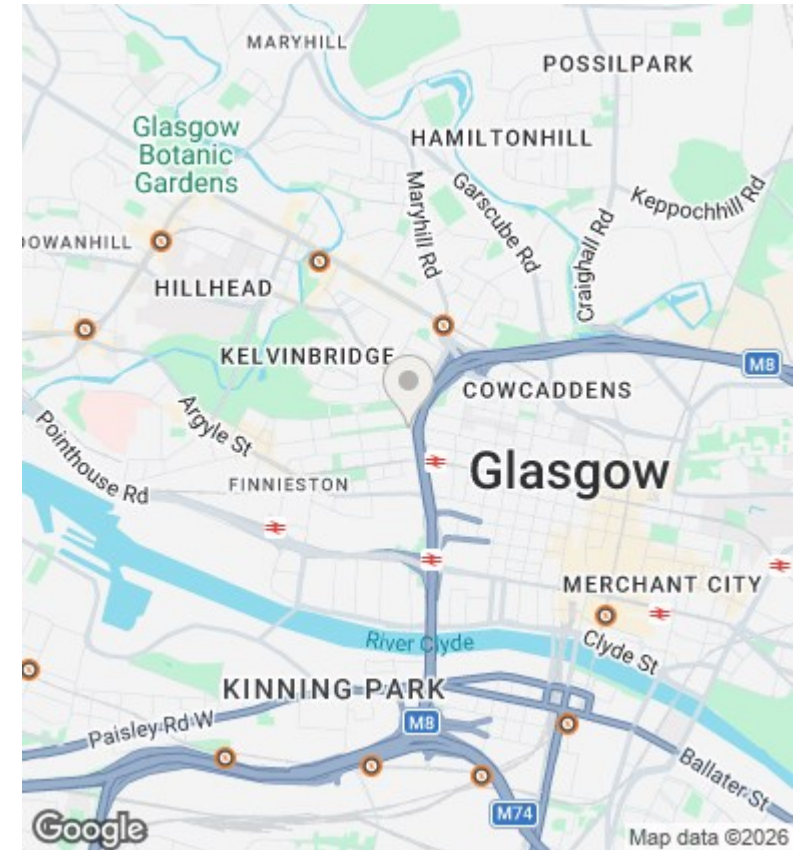 MARYHILL
POSSILPARK
Glasgow
Botanic
Gardens
HAMILTONHILL
Maryhill Rd
Garscube Rd
Keppochhill Rd
DOWANHILL
Craighall Rd
HILLHEAD
KELVINBRIDGE
M8
COWCADDENS
Argyle St
Pointhouse Rd
Glasgow
FINNIESTON
MERCHANT CITY
River Clyde
Clyde St
KINNING PARK
Paisley Rd W
M8
Ballater St
M74
Google
Map data ©2026